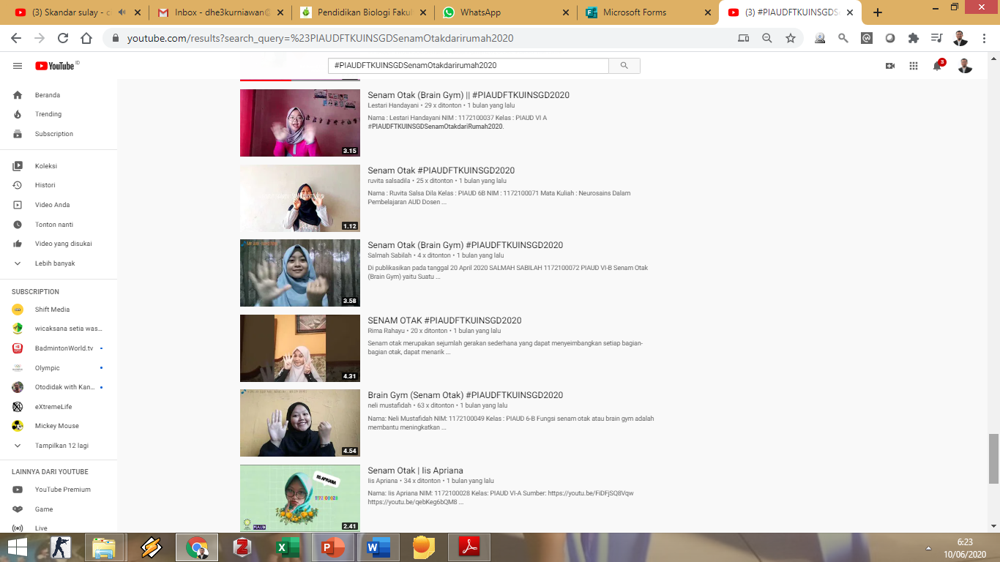 (3) Skandar sulay - c
Inbox - dhe3kurniawan@
Pendidikan Biologi Faku
WhatsApp
Microsoft Forms
(3) #PIAUDFTKUINSGDS
youtube.com/results?search_query=%23PIAUDFTKUINSGDSenamOtakdarirumah2020
YouTube ID
#PIAUDFTKUINSGDSenamOtakdarirumah2020
3
Beranda
Trending
Subscription
Koleksi
Histori
Video Anda
Tonton nanti
Video yang disukai
Lebih banyak
SUBSCRIPTION
Shift Media
wicaksana setia was...
BadmintonWorld.tv
Olympic
Otodidak with Kan...
eXtremeLife
Mickey Mouse
Tampilkan 12 lagi
LAINNYA DARI YOUTUBE
YouTube Premium
Game
Live
3.15
Senam Otak (Brain Gym) || #PIAUDFTKUINSGD2020
Lestari Handayani • 29 x ditonton • 1 bulan yang lalu
Nama : Lestari Handayani NIM : 1172100037 Kelas : PIAUD VI A
#PIAUDFTKUINSGDSenamOtakdariRumah2020.
1.12
Senam Otak #PIAUDFTKUINSGD2020
ruvita salsadila • 25 x ditonton • 1 bulan yang lalu
Nama : Ruvita Salsa Dila Kelas : PIAUD 6B NIM : 1172100071 Mata Kuliah : Neurosains Dalam
Pembelajaran AUD Dosen ...
3.58
Senam Otak (Brain Gym) #PIAUDFTKUINSGD2020
Salmah Sabilah • 4 x ditonton • 1 bulan yang lalu
Di publikasikan pada tanggal 20 April 2020 SALMAH SABILAH 1172100072 PIAUD VI-B Senam Otak
(Brain Gym) yaitu Suatu ...
4.31
SENAM OTAK #PIAUDFTKUINSGD2020
Rima Rahayu • 20 x ditonton • 1 bulan yang lalu
Senam otak merupakan sejumlah gerakan sederhana yang dapat menyeimbangkan setiap bagian-
bagian otak, dapat menarik ...
4.54
Brain Gym (Senam Otak) #PIAUDFTKUINSGD2020
neli mustafidah • 63 x ditonton • 1 bulan yang lalu
Nama: Neli Mustafidah NIM: 1172100049 Kelas : PIAUD 6-B Fungsi senam otak atau brain gym adalah
membantu meningkatkan ...
IIS APRIANA
1172100028
PIAUD
2.41
Senam Otak | Iis Apriana
Iis Apriana • 34 x ditonton • 1 bulan yang lalu
Nama: Iis Apriana NIM: 1172100028 Kelas: PIAUD VI-A Sumber: https://youtu.be/FiDFjSQ8Vqw
https://youtu.be/qebKeg6bQM8 ...
6:23
10/06/2020